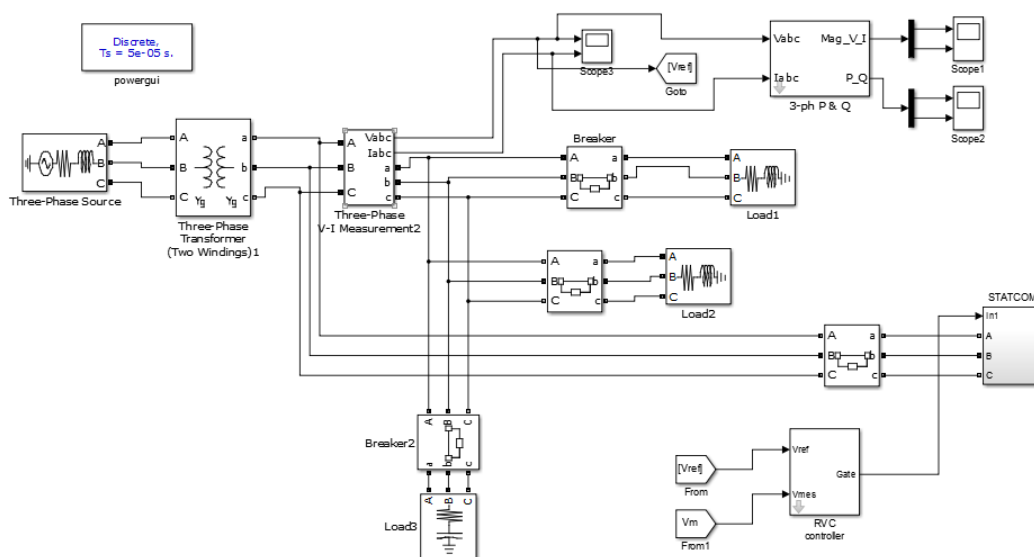 Discrete,
Ts = 5e-05 s.
powergui
Scope3
[Vref]
Goto
Vabc
Iabc
Mag_V_I
P_Q
3-ph P & Q
Scope1
Scope2
A
B
C
Three-Phase Source
A
B
C
a
b
c
Yg
Yg
Three-Phase
Transformer
(Two Windings)1
A
B
C
Vabc
Iabc
a
b
c
Three-Phase
V-I Measurement2
Breaker
A
B
C
a
b
c
A
B
C
Load1
A
B
C
a
b
c
A
B
C
Load2
A
B
C
a
b
c
STATCOM
In1
A
B
C
A
B
C
a
b
c
Breaker2
A
B
C
Load3
[Vref]
From
Vm
From1
Vref
Vmes
Gate
RVC
controller